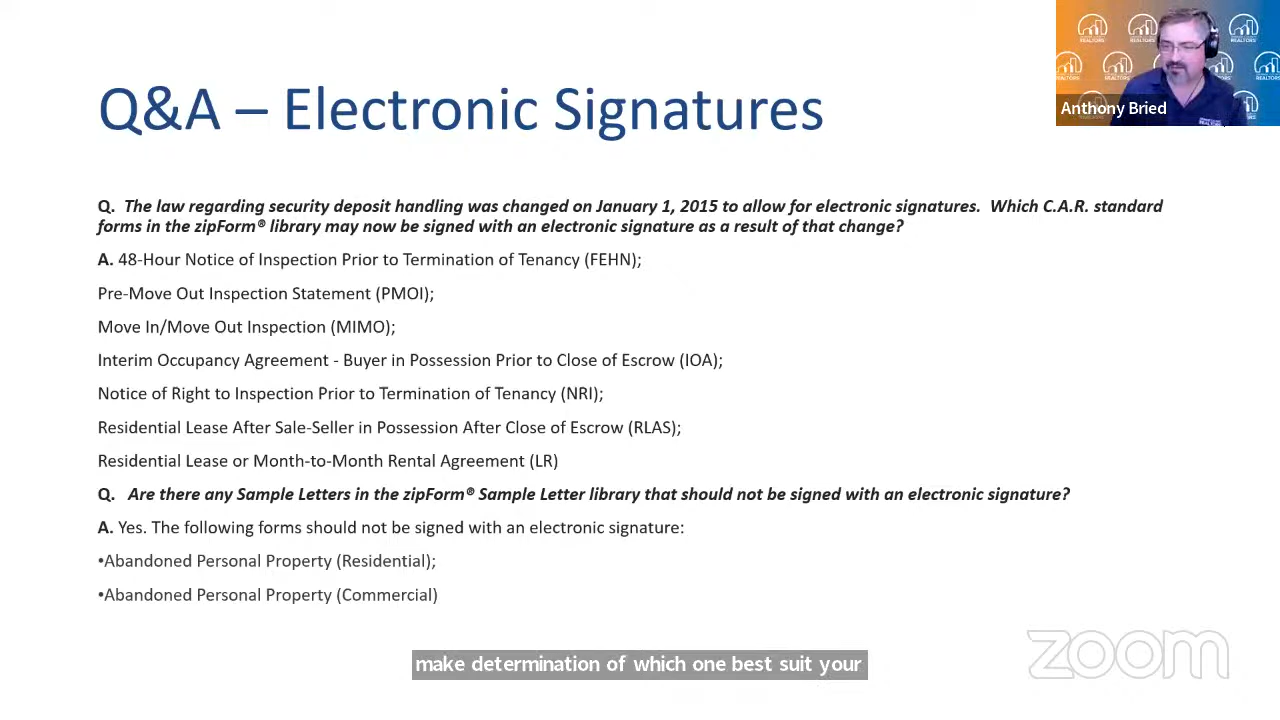 Q&A – Electronic Signatures
REALTORS
REALTORS
REALTORS
REALTORS
REALTORS
Anthony Bried
Q. The law regarding security deposit handling was changed on January 1, 2015 to allow for electronic signatures. Which C.A.R. standard
forms in the zipForm® library may now be signed with an electronic signature as a result of that change?
A. 48-Hour Notice of Inspection Prior to Termination of Tenancy (FEHN);
Pre-Move Out Inspection Statement (PMOI);
Move In/Move Out Inspection (MIMO);
Interim Occupancy Agreement - Buyer in Possession Prior to Close of Escrow (IOA);
Notice of Right to Inspection Prior to Termination of Tenancy (NRI);
Residential Lease After Sale-Seller in Possession After Close of Escrow (RLAS);
Residential Lease or Month-to-Month Rental Agreement (LR)
Q. Are there any Sample Letters in the zipForm® Sample Letter library that should not be signed with an electronic signature?
A. Yes. The following forms should not be signed with an electronic signature:
•Abandoned Personal Property (Residential);
•Abandoned Personal Property (Commercial)
make determination of which one best suit your
zoom